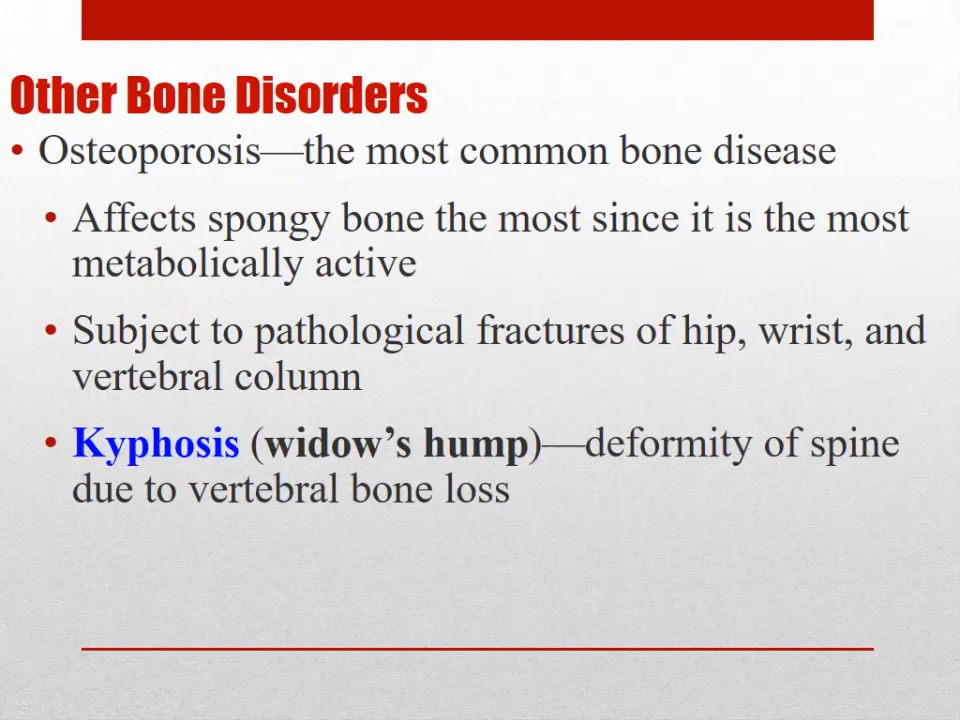 Other Bone Disorders
• Osteoporosis—the most common bone disease
• Affects spongy bone the most since it is the most
metabolically active
• Subject to pathological fractures of hip, wrist, and
vertebral column
• Kyphosis (widow’s hump)—deformity of spine
due to vertebral bone loss